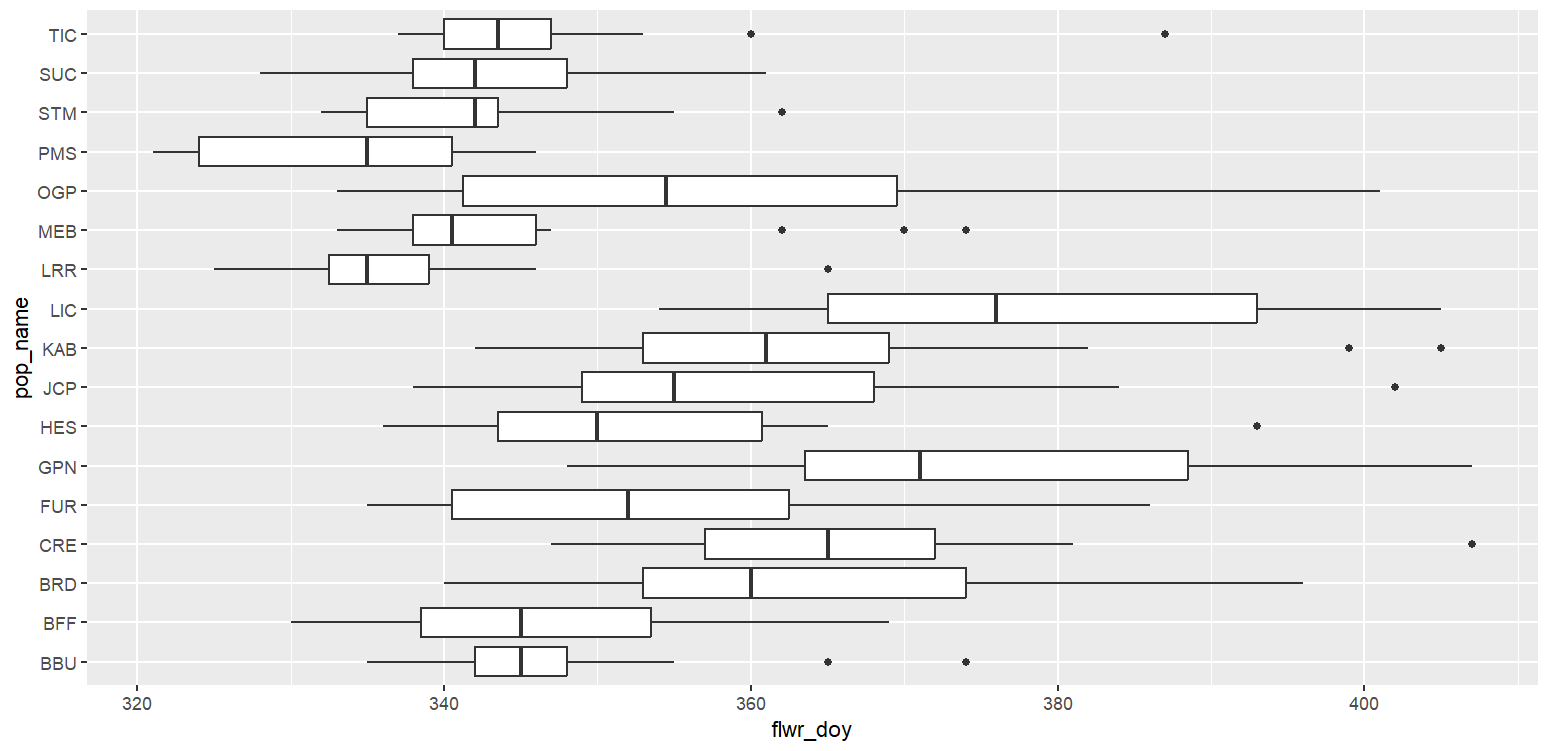 TIC
SUC
STM
PMS
OGP
MEB
LRR
LIC
KAB
JCP
HES
GPN
FUR
CRE
BRD
BFF
BBU
pop_name
320 340 360 380 400
flwr_doy